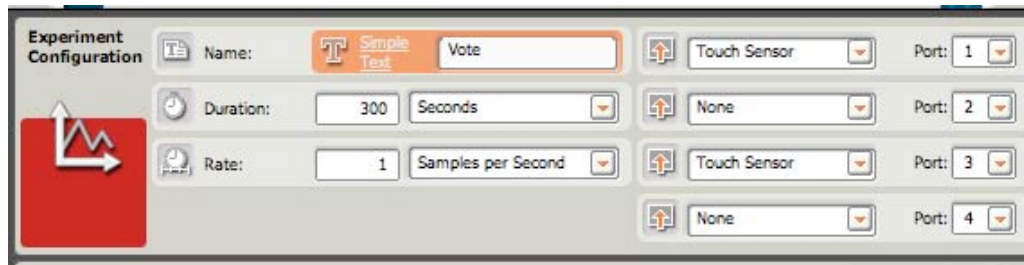 Experiment
Configuration
Name:
Simple
Text
Vote
Touch Sensor
Port: 1
Duration:
300
Seconds
None
Port: 2
Rate:
1
Samples per Second
Touch Sensor
Port: 3
None
Port: 4